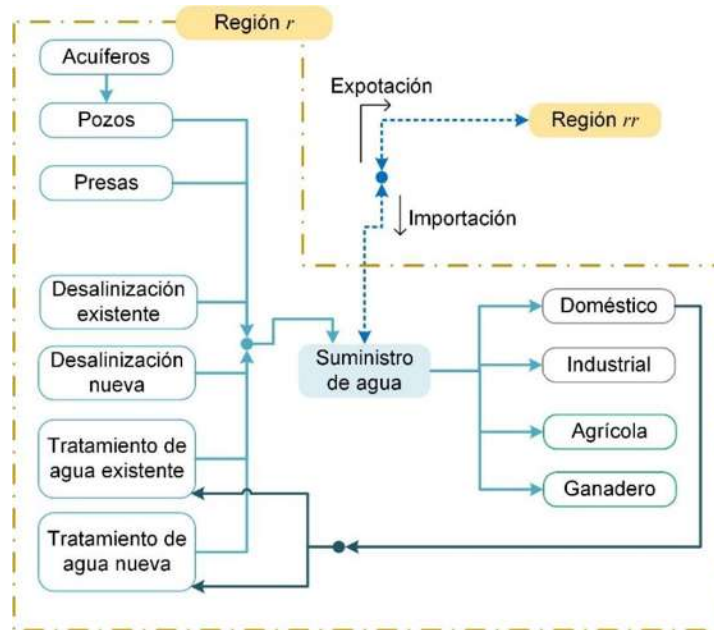 Región r
Acuíferos
Pozos
Presas
Desalinización
existente
Desalinización
nueva
Tratamiento de
agua existente
Tratamiento de
agua nueva
Expotación
Región rr
Importación
Suministro
de agua
Doméstico
Industrial
Agrícola
Ganadero